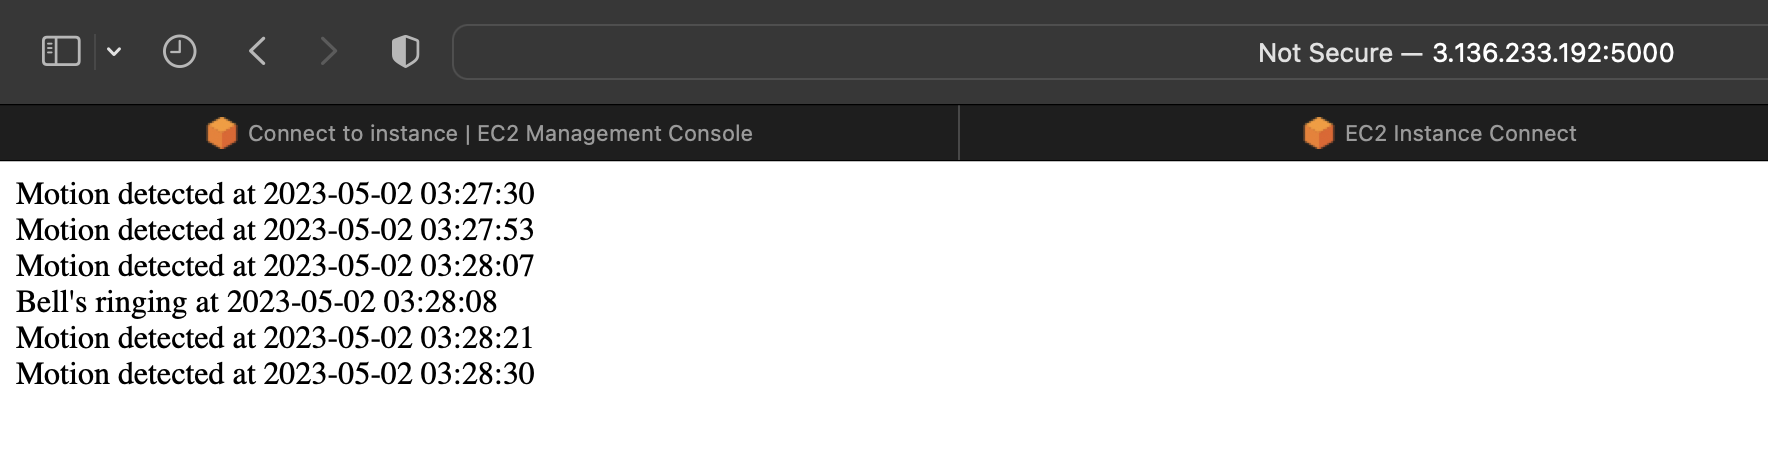 Not Secure — 3.136.233.192:5000
Connect to instance | EC2 Management Console
EC2 Instance Connect
Motion detected at 2023-05-02 03:27:30
Motion detected at 2023-05-02 03:27:53
Motion detected at 2023-05-02 03:28:07
Bell's ringing at 2023-05-02 03:28:08
Motion detected at 2023-05-02 03:28:21
Motion detected at 2023-05-02 03:28:30